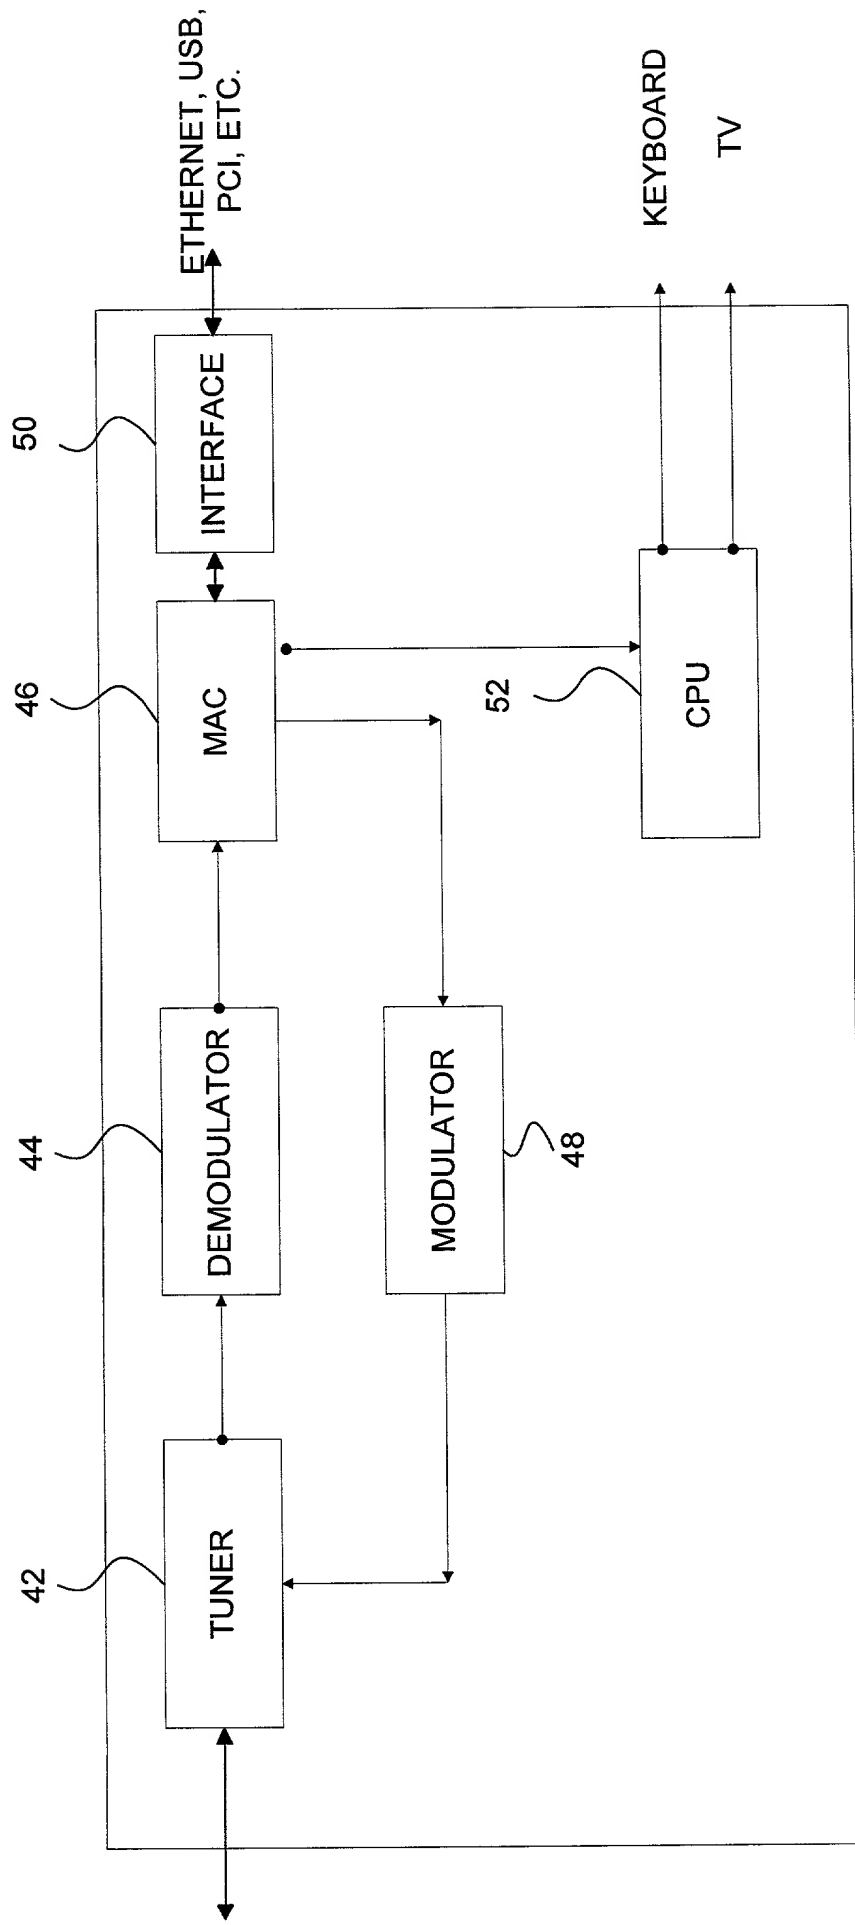 ETHERNET, USB,
PCI, ETC.
50
INTERFACE
46
MAC
44
DEMODULATOR
42
TUNER
48
MODULATOR
52
CPU
KEYBOARD
TV